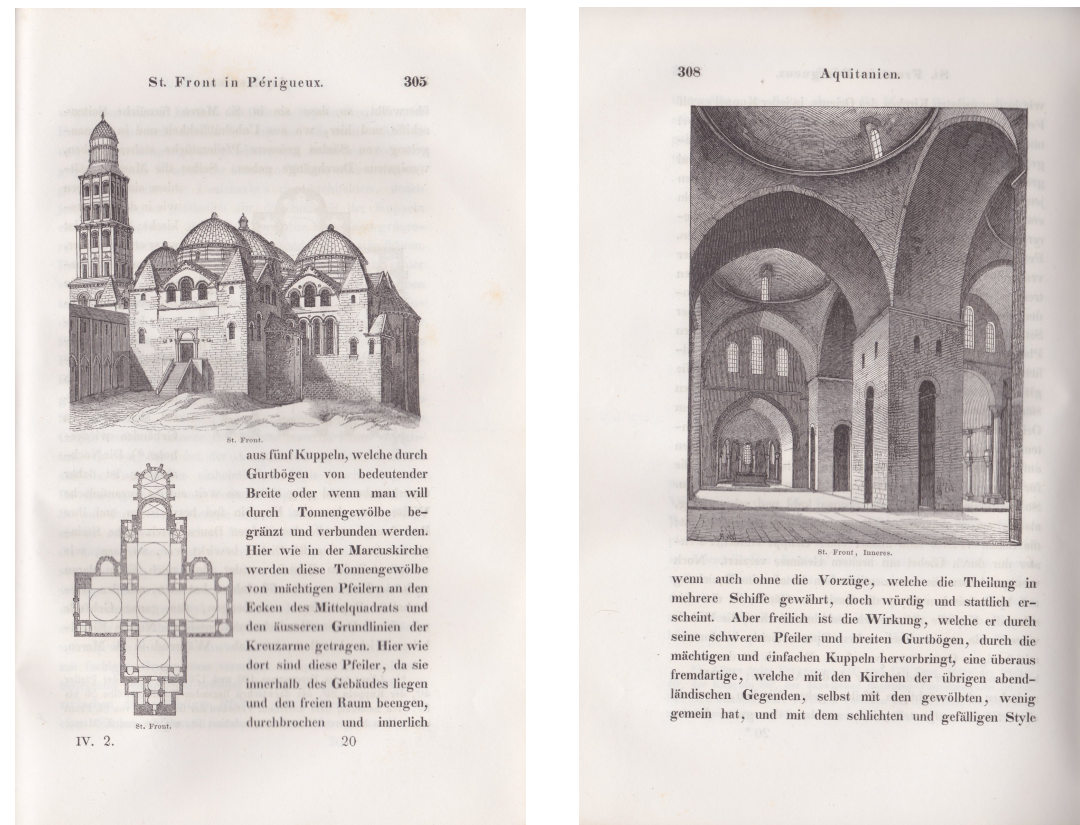 St. Front in Périgueux. 305
St. Front.
aus fünf Kuppeln, welche durch
Gurtbögen von bedeutender
Breite oder wenn man will
durch Tonnengewölbe be-
gränzt und verbunden werden.
Hier wie in der Marcuskirche
werden diese Tonnengewölbe
von mächtigen Pfeilern an den
Ecken des Mittelquadrats und
den äusseren Grundlinien der
Kreuzarme getragen. Hier wie
dort sind diese Pfeiler, da sie
innerhalb des Gebäudes liegen
und den freien Raum beengen,
durchbrochen und innerlich
St. Front.
IV. 2. 20
308 Aquitanien.
St. Front, Inneres.
wenn auch ohne die Vorzüge, welche die Theilung in
mehrere Schiffe gewährt, doch würdig und stattlich er-
scheint. Aber freilich ist die Wirkung, welche er durch
seine schweren Pfeiler und breiten Gurtbögen, durch die
mächtigen und einfachen Kuppeln hervorbringt, eine überaus
fremdartige, welche mit den Kirchen der übrigen abend-
ländischen Gegenden, selbst mit den gewölbten, wenig
gemein hat, und mit dem schlichten und gefälligen Style